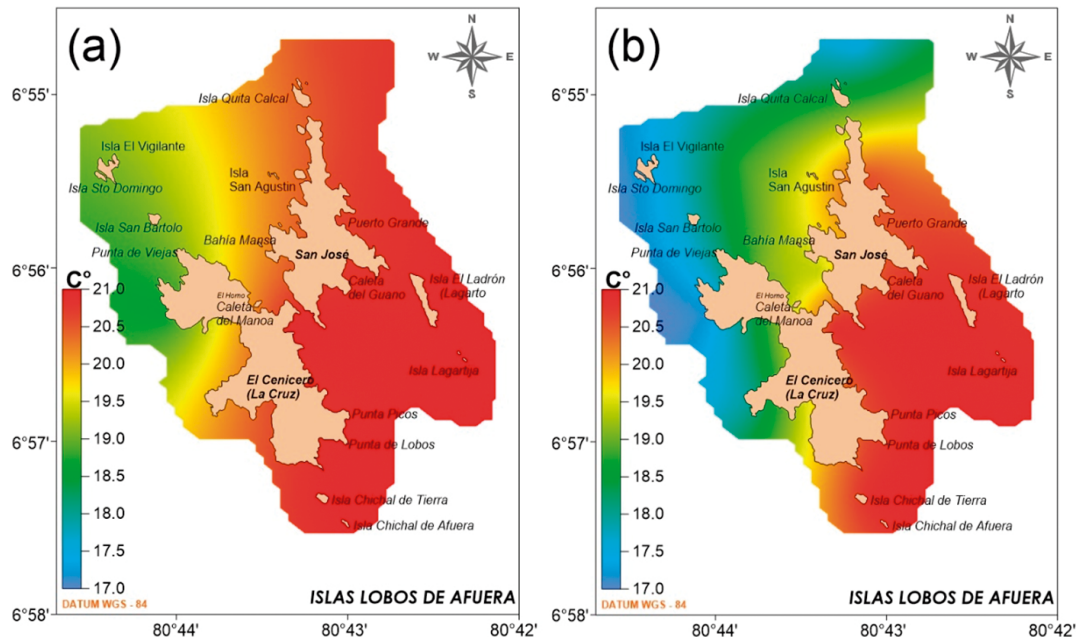 (a)
N
W E
S
6°55'
6°56'
6°57'
6°58'
Isla Quita Calcal
Isla El Vigilante
Isla Sto Domingo
Isla
San Agustin
Isla San Bartolo
Puerto Grande
Punta de Viejas
Bahía Mansa
San José
Caleta
del Guano
Isla El Ladrón
(Lagarto
El Horno
Caleta
del Manoa
Isla Lagartija
El Cenicero
(La Cruz)
Punta Picos
Punta de Lobos
Isla Chichal de Tierra
Isla Chichal de Afuera
C°
21.0
20.5
20.0
19.5
19.0
18.5
18.0
17.5
17.0
DATUM WGS - 84
ISLAS LOBOS DE AFUERA
80°44'
80°43'
80°42'
(b)
N
W E
S
6°55'
6°56'
6°57'
6°58'
Isla Quita Calcal
Isla El Vigilante
Isla Sto Domingo
Isla
San Agustin
Isla San Bartolo
Puerto Grande
Punta de Viejas
Bahía Mansa
San José
Caleta
del Guano
Isla El Ladrón
(Lagarto
El Horno
Caleta
del Manoa
Isla Lagartija
El Cenicero
(La Cruz)
Punta Picos
Punta de Lobos
Isla Chichal de Tierra
Isla Chichal de Afuera
C°
21.0
20.5
20.0
19.5
19.0
18.5
18.0
17.5
17.0
DATUM WGS - 84
ISLAS LOBOS DE AFUERA
80°44'
80°43'
80°42'